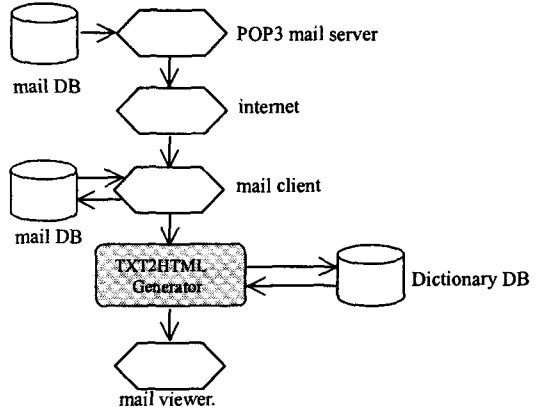 POP3 mail server
mail DB
internet
mail client
mail DB
TXT2HTML
Generator
Dictionary DB
mail viewer.